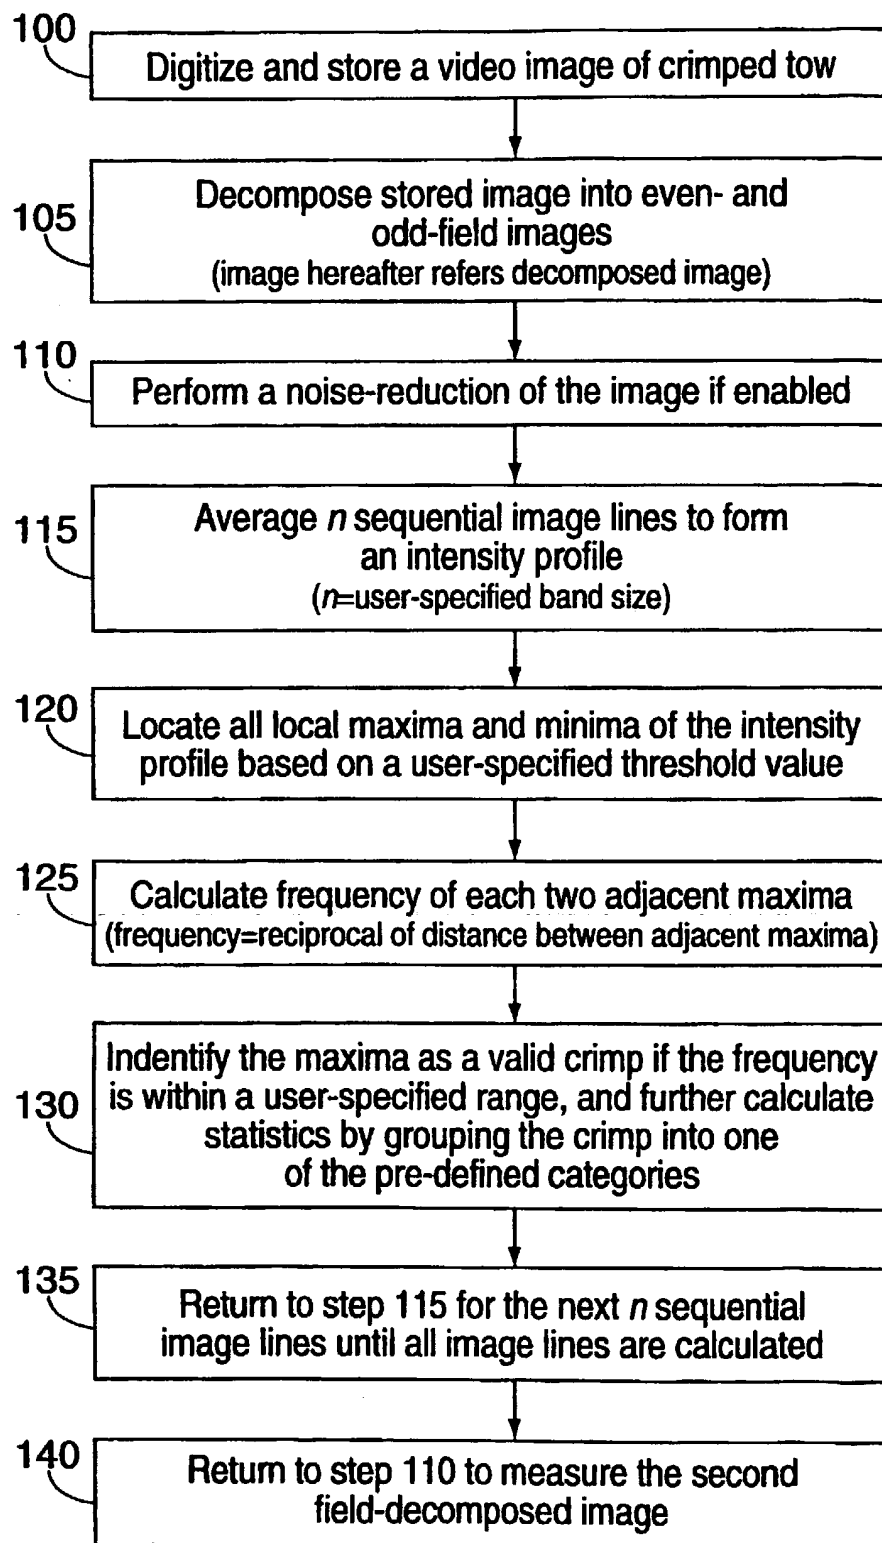 100
Digitize and store a video image of crimped tow
105
Decompose stored image into even- and
odd-field images
(image hereafter refers decomposed image)
110
Perform a noise-reduction of the image if enabled
115
Average n sequential image lines to form
an intensity profile
(n=user-specified band size)
120
Locate all local maxima and minima of the intensity
profile based on a user-specified threshold value
125
Calculate frequency of each two adjacent maxima
(frequency=reciprocal of distance between adjacent maxima)
130
Indentify the maxima as a valid crimp if the frequency
is within a user-specified range, and further calculate
statistics by grouping the crimp into one
of the pre-defined categories
135
Return to step 115 for the next n sequential
image lines until all image lines are calculated
140
Return to step 110 to measure the second
field-decomposed image